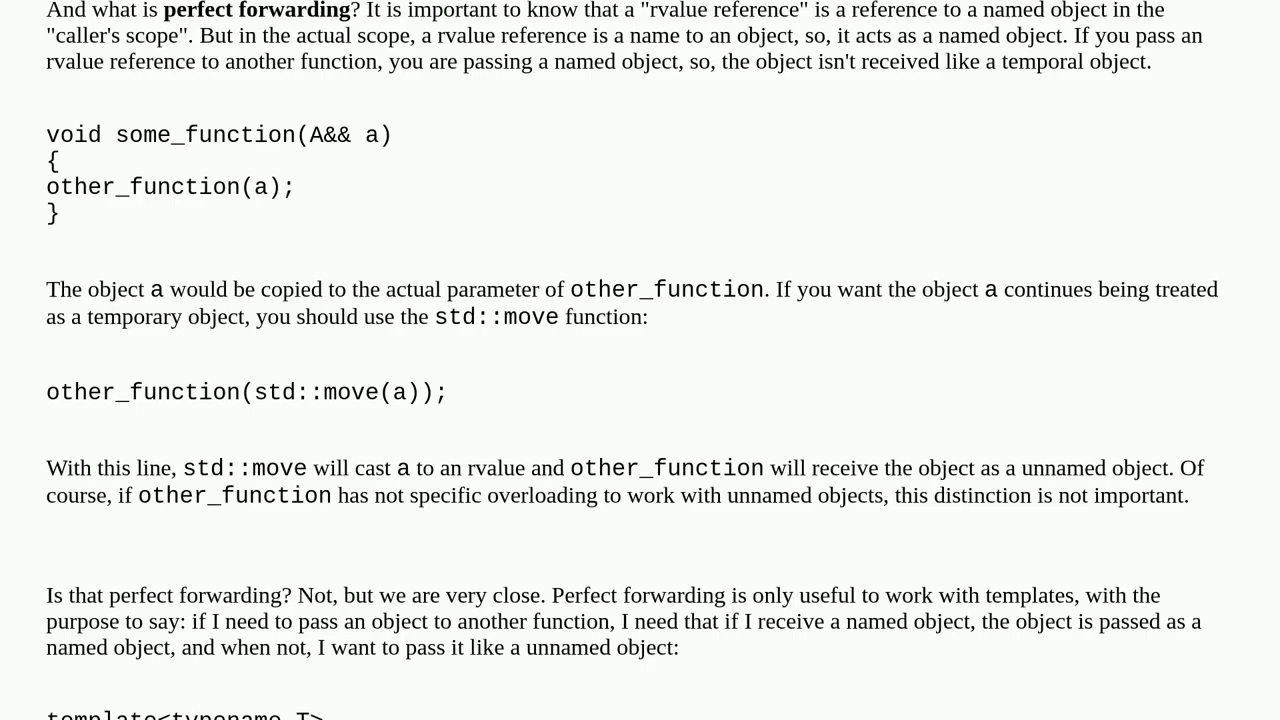 And what is perfect forwarding? It is important to know that a "rvalue reference" is a reference to a named object in the
"caller's scope". But in the actual scope, a rvalue reference is a name to an object, so, it acts as a named object. If you pass an
rvalue reference to another function, you are passing a named object, so, the object isn't received like a temporal object.
void some_function(A&& a)
{
other_function(a);
}
The object a would be copied to the actual parameter of other_function. If you want the object a continues being treated
as a temporary object, you should use the std::move function:
other_function(std::move(a));
With this line, std::move will cast a to an rvalue and other_function will receive the object as a unnamed object. Of
course, if other_function has not specific overloading to work with unnamed objects, this distinction is not important.
Is that perfect forwarding? Not, but we are very close. Perfect forwarding is only useful to work with templates, with the
purpose to say: if I need to pass an object to another function, I need that if I receive a named object, the object is passed as a
named object, and when not, I want to pass it like a unnamed object:
template<typename T>